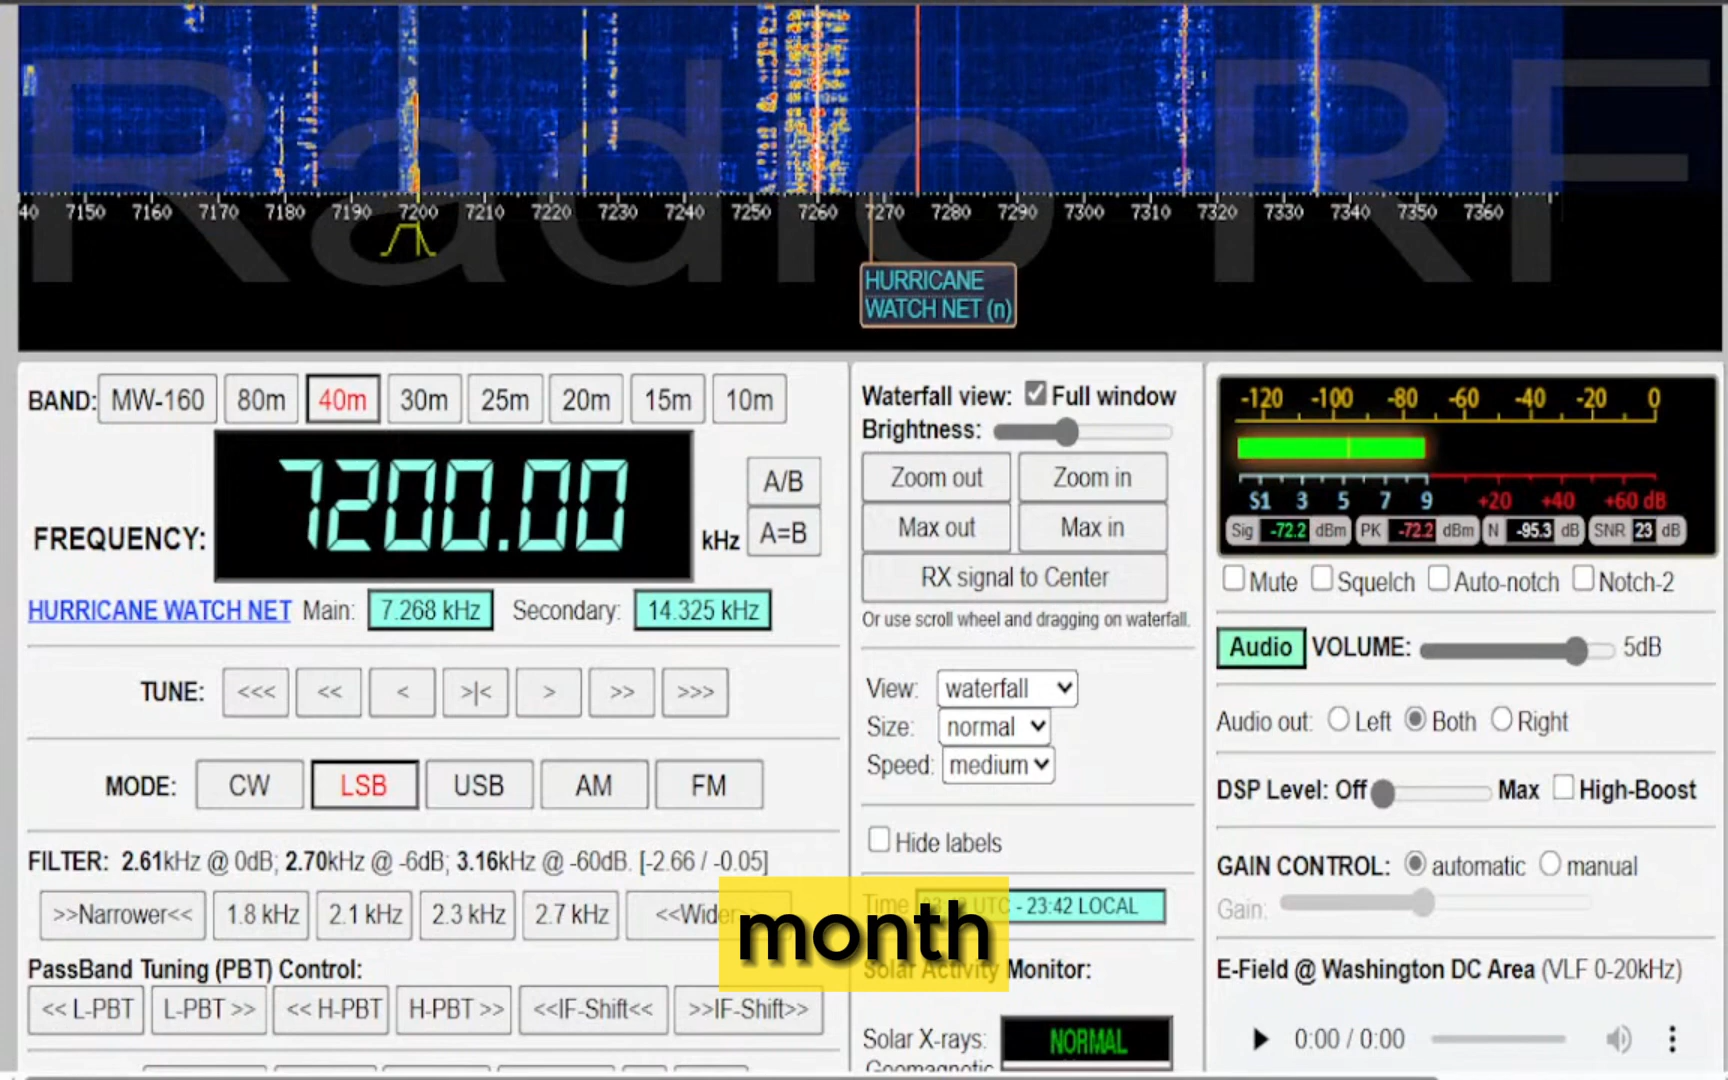 Radio RF
40 7150 7160 7170 7180 7190 7200 7210 7220 7230 7240 7250 7260 7270 7280 7290 7300 7310 7320 7330 7340 7350 7360
HURRICANE
WATCH NET (n)
BAND: MW-160 80m 40m 30m 25m 20m 15m 10m
FREQUENCY: 7200.00 kHz
A/B
A=B
HURRICANE WATCH NET Main: 7.268 kHz Secondary: 14.325 kHz
TUNE: <<< << < >|< > >> >>>
MODE: CW LSB USB AM FM
FILTER: 2.61kHz @ 0dB; 2.70kHz @ -6dB; 3.16kHz @ -60dB. [-2.66 / -0.05]
>>Narrower<< 1.8 kHz 2.1 kHz 2.3 kHz 2.7 kHz <<Wider
PassBand Tuning (PBT) Control:
<< L-PBT L-PBT >> << H-PBT H-PBT >> <<IF-Shift<< >>IF-Shift>>
Waterfall view: Full window
Brightness:
Zoom out Zoom in
Max out Max in
RX signal to Center
Or use scroll wheel and dragging on waterfall.
View: waterfall
Size: normal
Speed: medium
Hide labels
Time UTC - 23:42 LOCAL
month
Solar Activity Monitor:
Solar X-rays: NORMAL
Geomagnetic
-120 -100 -80 -60 -40 -20 0
S1 3 5 7 9 +20 +40 +60 dB
Sig -72.2 dBm PK -72.2 dBm N -95.3 dB SNR 23 dB
Mute Squelch Auto-notch Notch-2
Audio VOLUME: 5dB
Audio out: Left Both Right
DSP Level: Off Max High-Boost
GAIN CONTROL: automatic manual
Gain:
E-Field @ Washington DC Area (VLF 0-20kHz)
0:00 / 0:00